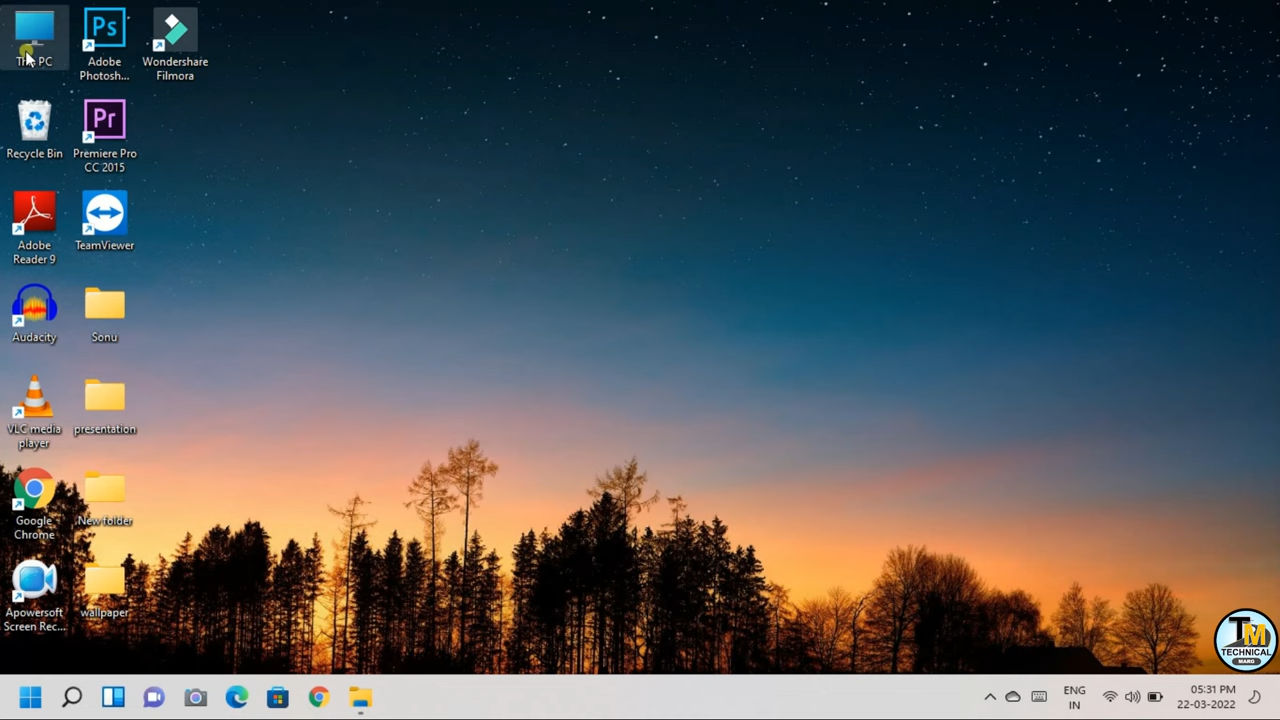 This PC
Ps
Adobe
Photosh...
Wondershare
Filmora
Recycle Bin
Pr
Premiere Pro
CC 2015
Adobe
Reader 9
TeamViewer
Audacity
Sonu
VLC media
player
presentation
Google
Chrome
New folder
Apowersoft
Screen Rec...
wallpaper
TM
TECHNICAL
MARG
ENG
IN
05:31 PM
22-03-2022